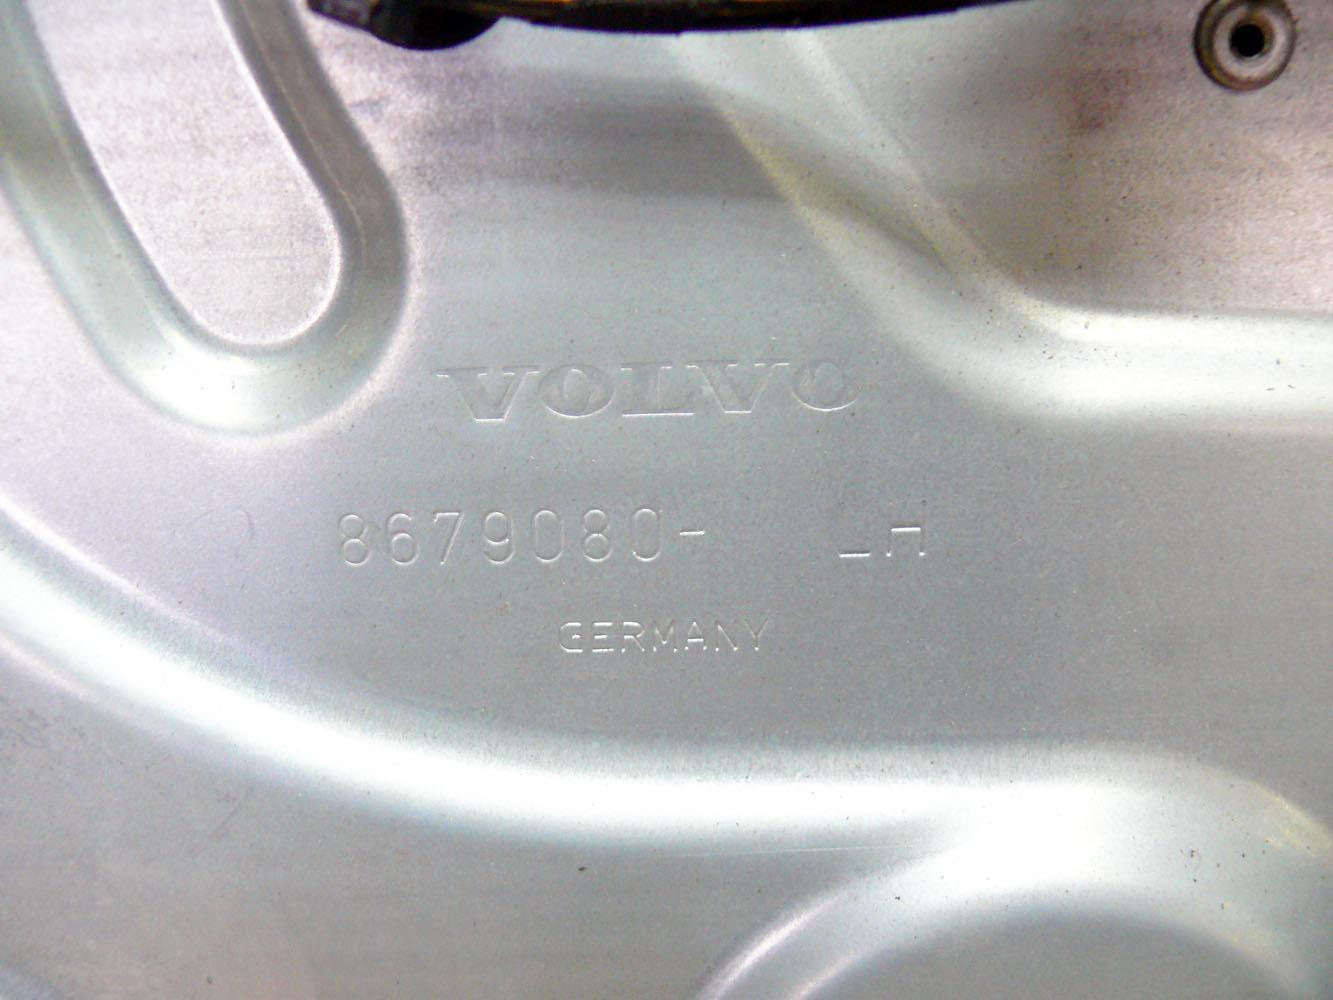 VOLVO
8679080- LH
GERMANY